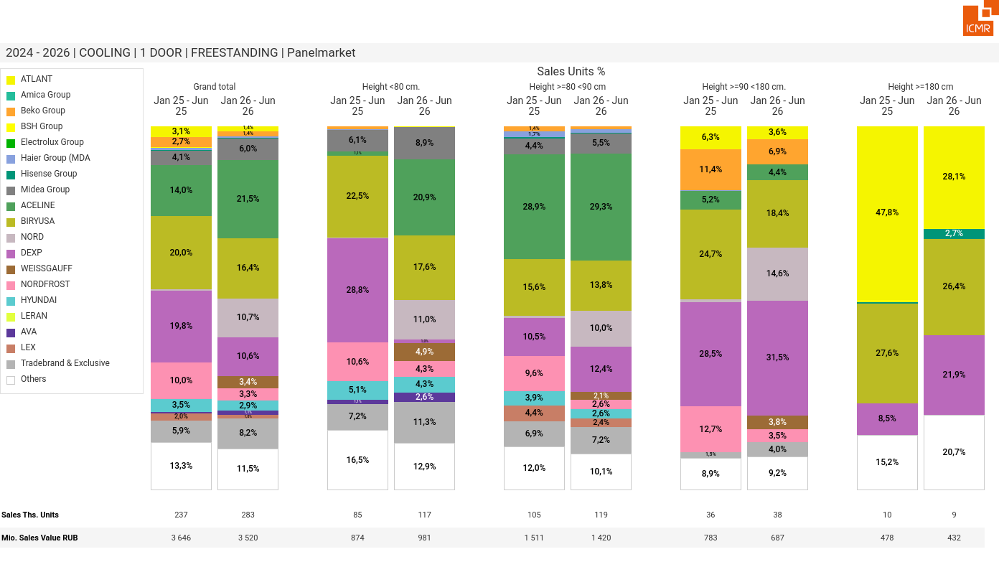 ICMR
2024 - 2026 | COOLING | 1 DOOR | FREESTANDING | Panelmarket
ATLANT
Amica Group
Beko Group
BSH Group
Electrolux Group
Haier Group (MDA
Hisense Group
Midea Group
ACELINE
BIRYUSA
NORD
DEXP
WEISSGAUFF
NORDFROST
HYUNDAI
LERAN
AVA
LEX
Tradebrand & Exclusive
Others
Sales Units %
Grand total
Jan 25 - Jun
25
3,1%
2,7%
4,1%
14,0%
20,0%
19,8%
10,0%
3,5%
2,0%
5,9%
13,3%
Jan 26 - Jun
26
1,4%
1,4%
6,0%
21,5%
16,4%
10,7%
10,6%
3,4%
3,3%
2,9%
1,1%
1,0%
8,2%
11,5%
Height <80 cm.
Jan 25 - Jun
25
6,1%
1,1%
22,5%
28,8%
10,6%
5,1%
1,1%
7,2%
16,5%
Jan 26 - Jun
26
8,9%
20,9%
17,6%
11,0%
1,0%
4,9%
4,3%
4,3%
2,6%
11,3%
12,9%
Height >=80 <90 cm
Jan 25 - Jun
25
1,4%
1,7%
4,4%
28,9%
15,6%
10,5%
9,6%
3,9%
4,4%
6,9%
12,0%
Jan 26 - Jun
26
5,5%
29,3%
13,8%
10,0%
12,4%
2,1%
2,6%
2,6%
2,4%
7,2%
10,1%
Height >=90 <180 cm.
Jan 25 - Jun
25
6,3%
11,4%
5,2%
24,7%
28,5%
12,7%
1,5%
8,9%
Jan 26 - Jun
26
3,6%
6,9%
4,4%
18,4%
14,6%
31,5%
3,8%
3,5%
4,0%
9,2%
Height >=180 cm
Jan 25 - Jun
25
47,8%
27,6%
8,5%
15,2%
Jan 26 - Jun
26
28,1%
2,7%
26,4%
21,9%
20,7%
Sales Ths. Units 237 283 85 117 105 119 36 38 10 9
Mio. Sales Value RUB 3 646 3 520 874 981 1 511 1 420 783 687 478 432